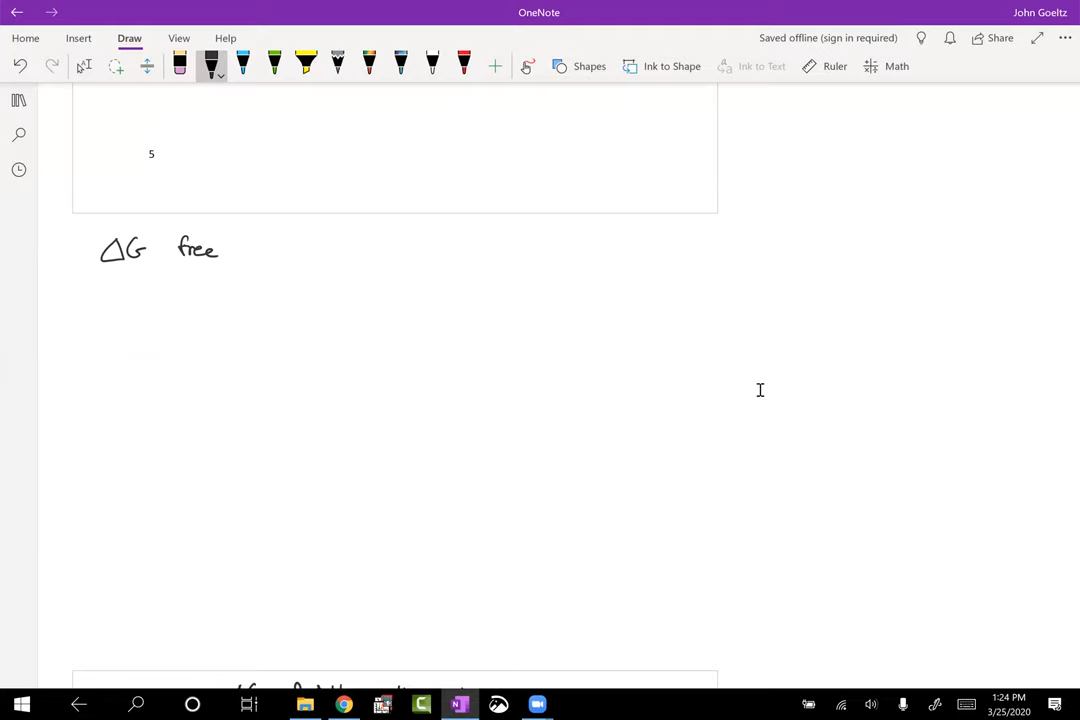 OneNote
John Goeltz
Home Insert Draw View Help
Saved offline (sign in required)
Share
Shapes
Ink to Shape
Ink to Text
Ruler
Math
5
ΔG free
1:24 PM
3/25/2020